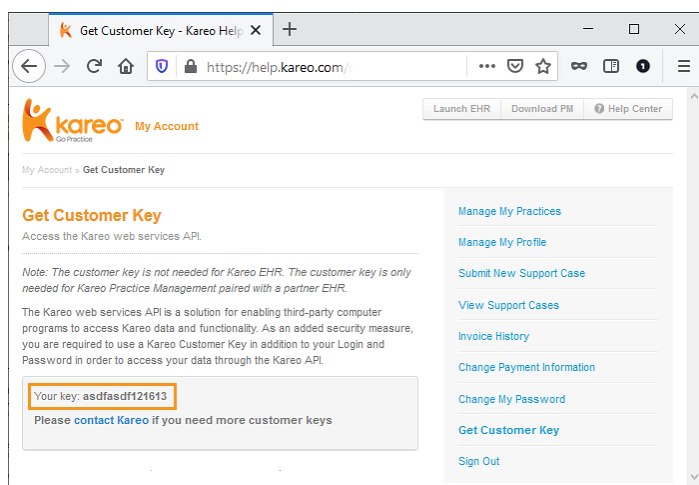 Get Customer Key - Kareo Help
https://help.kareo.com/
kareo My Account
Go Practice
Launch EHR Download PM Help Center
My Account » Get Customer Key
Get Customer Key
Access the Kareo web services API.
Note: The customer key is not needed for Kareo EHR. The customer key is only
needed for Kareo Practice Management paired with a partner EHR.
The Kareo web services API is a solution for enabling third-party computer
programs to access Kareo data and functionality. As an added security measure,
you are required to use a Kareo Customer Key in addition to your Login and
Password in order to access your data through the Kareo API.
Your key: asdfasdf121613
Please contact Kareo if you need more customer keys
Manage My Practices
Manage My Profile
Submit New Support Case
View Support Cases
Invoice History
Change Payment Information
Change My Password
Get Customer Key
Sign Out